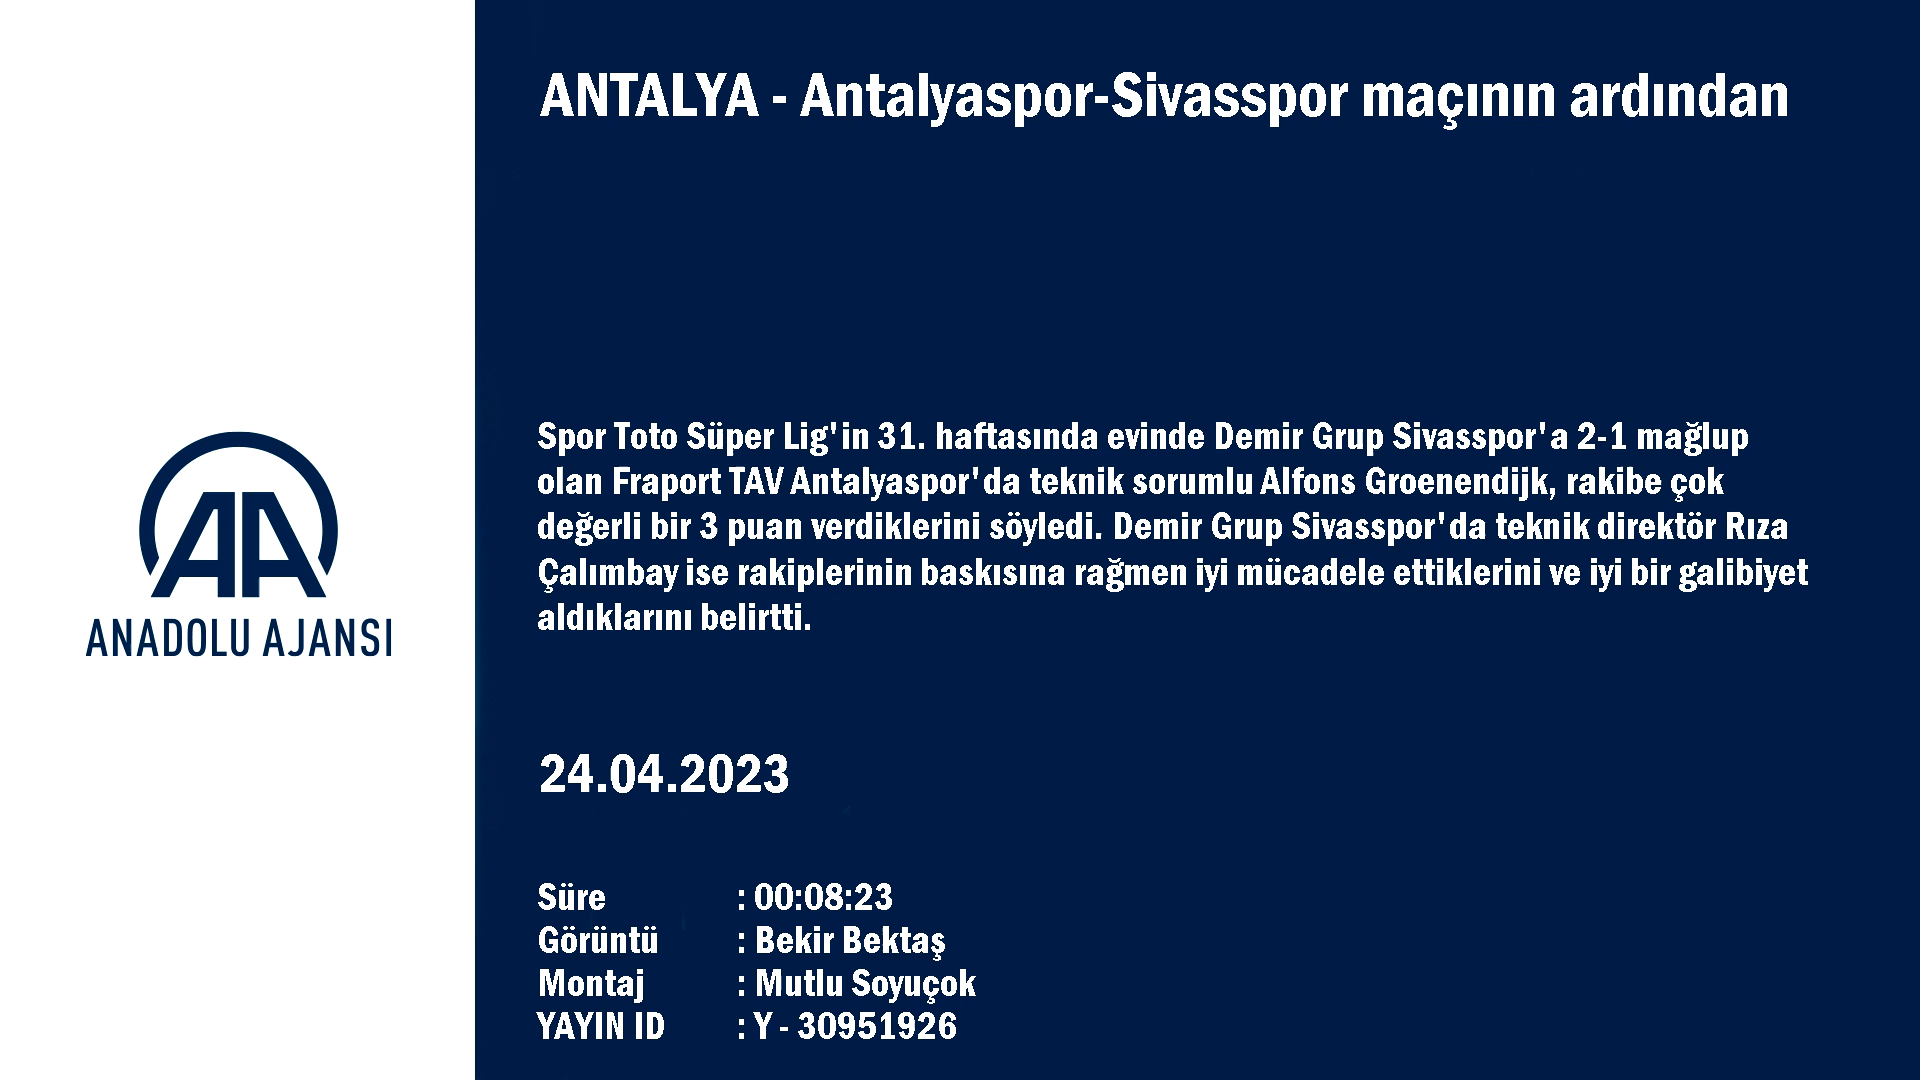 ANTALYA - Antalyaspor-Sivasspor maçının ardından
Spor Toto Süper Lig'in 31. haftasında evinde Demir Grup Sivasspor'a 2-1 mağlup
olan Fraport TAV Antalyaspor'da teknik sorumlu Alfons Groenendijk, rakibe çok
değerli bir 3 puan verdiklerini söyledi. Demir Grup Sivasspor'da teknik direktör Rıza
Çalımbay ise rakiplerinin baskısına rağmen iyi mücadele ettiklerini ve iyi bir galibiyet
aldıklarını belirtti.
AA
ANADOLU AJANSI
24.04.2023
Süre : 00:08:23
Görüntü : Bekir Bektaş
Montaj : Mutlu Soyuçok
YAYIN ID : Y - 30951926